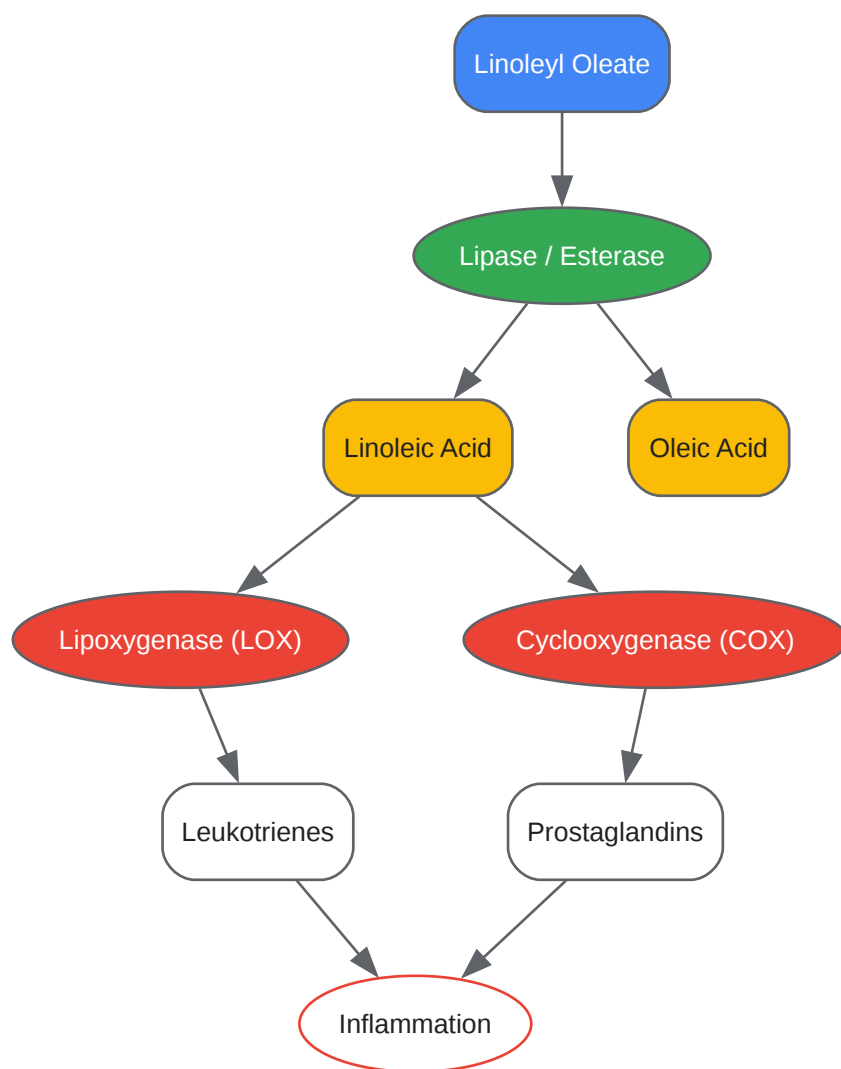 Linoleyl Oleate
Lipase / Esterase
Linoleic Acid
Oleic Acid
Lipoxygenase (LOX)
Cyclooxygenase (COX)
Leukotrienes
Prostaglandins
Inflammation